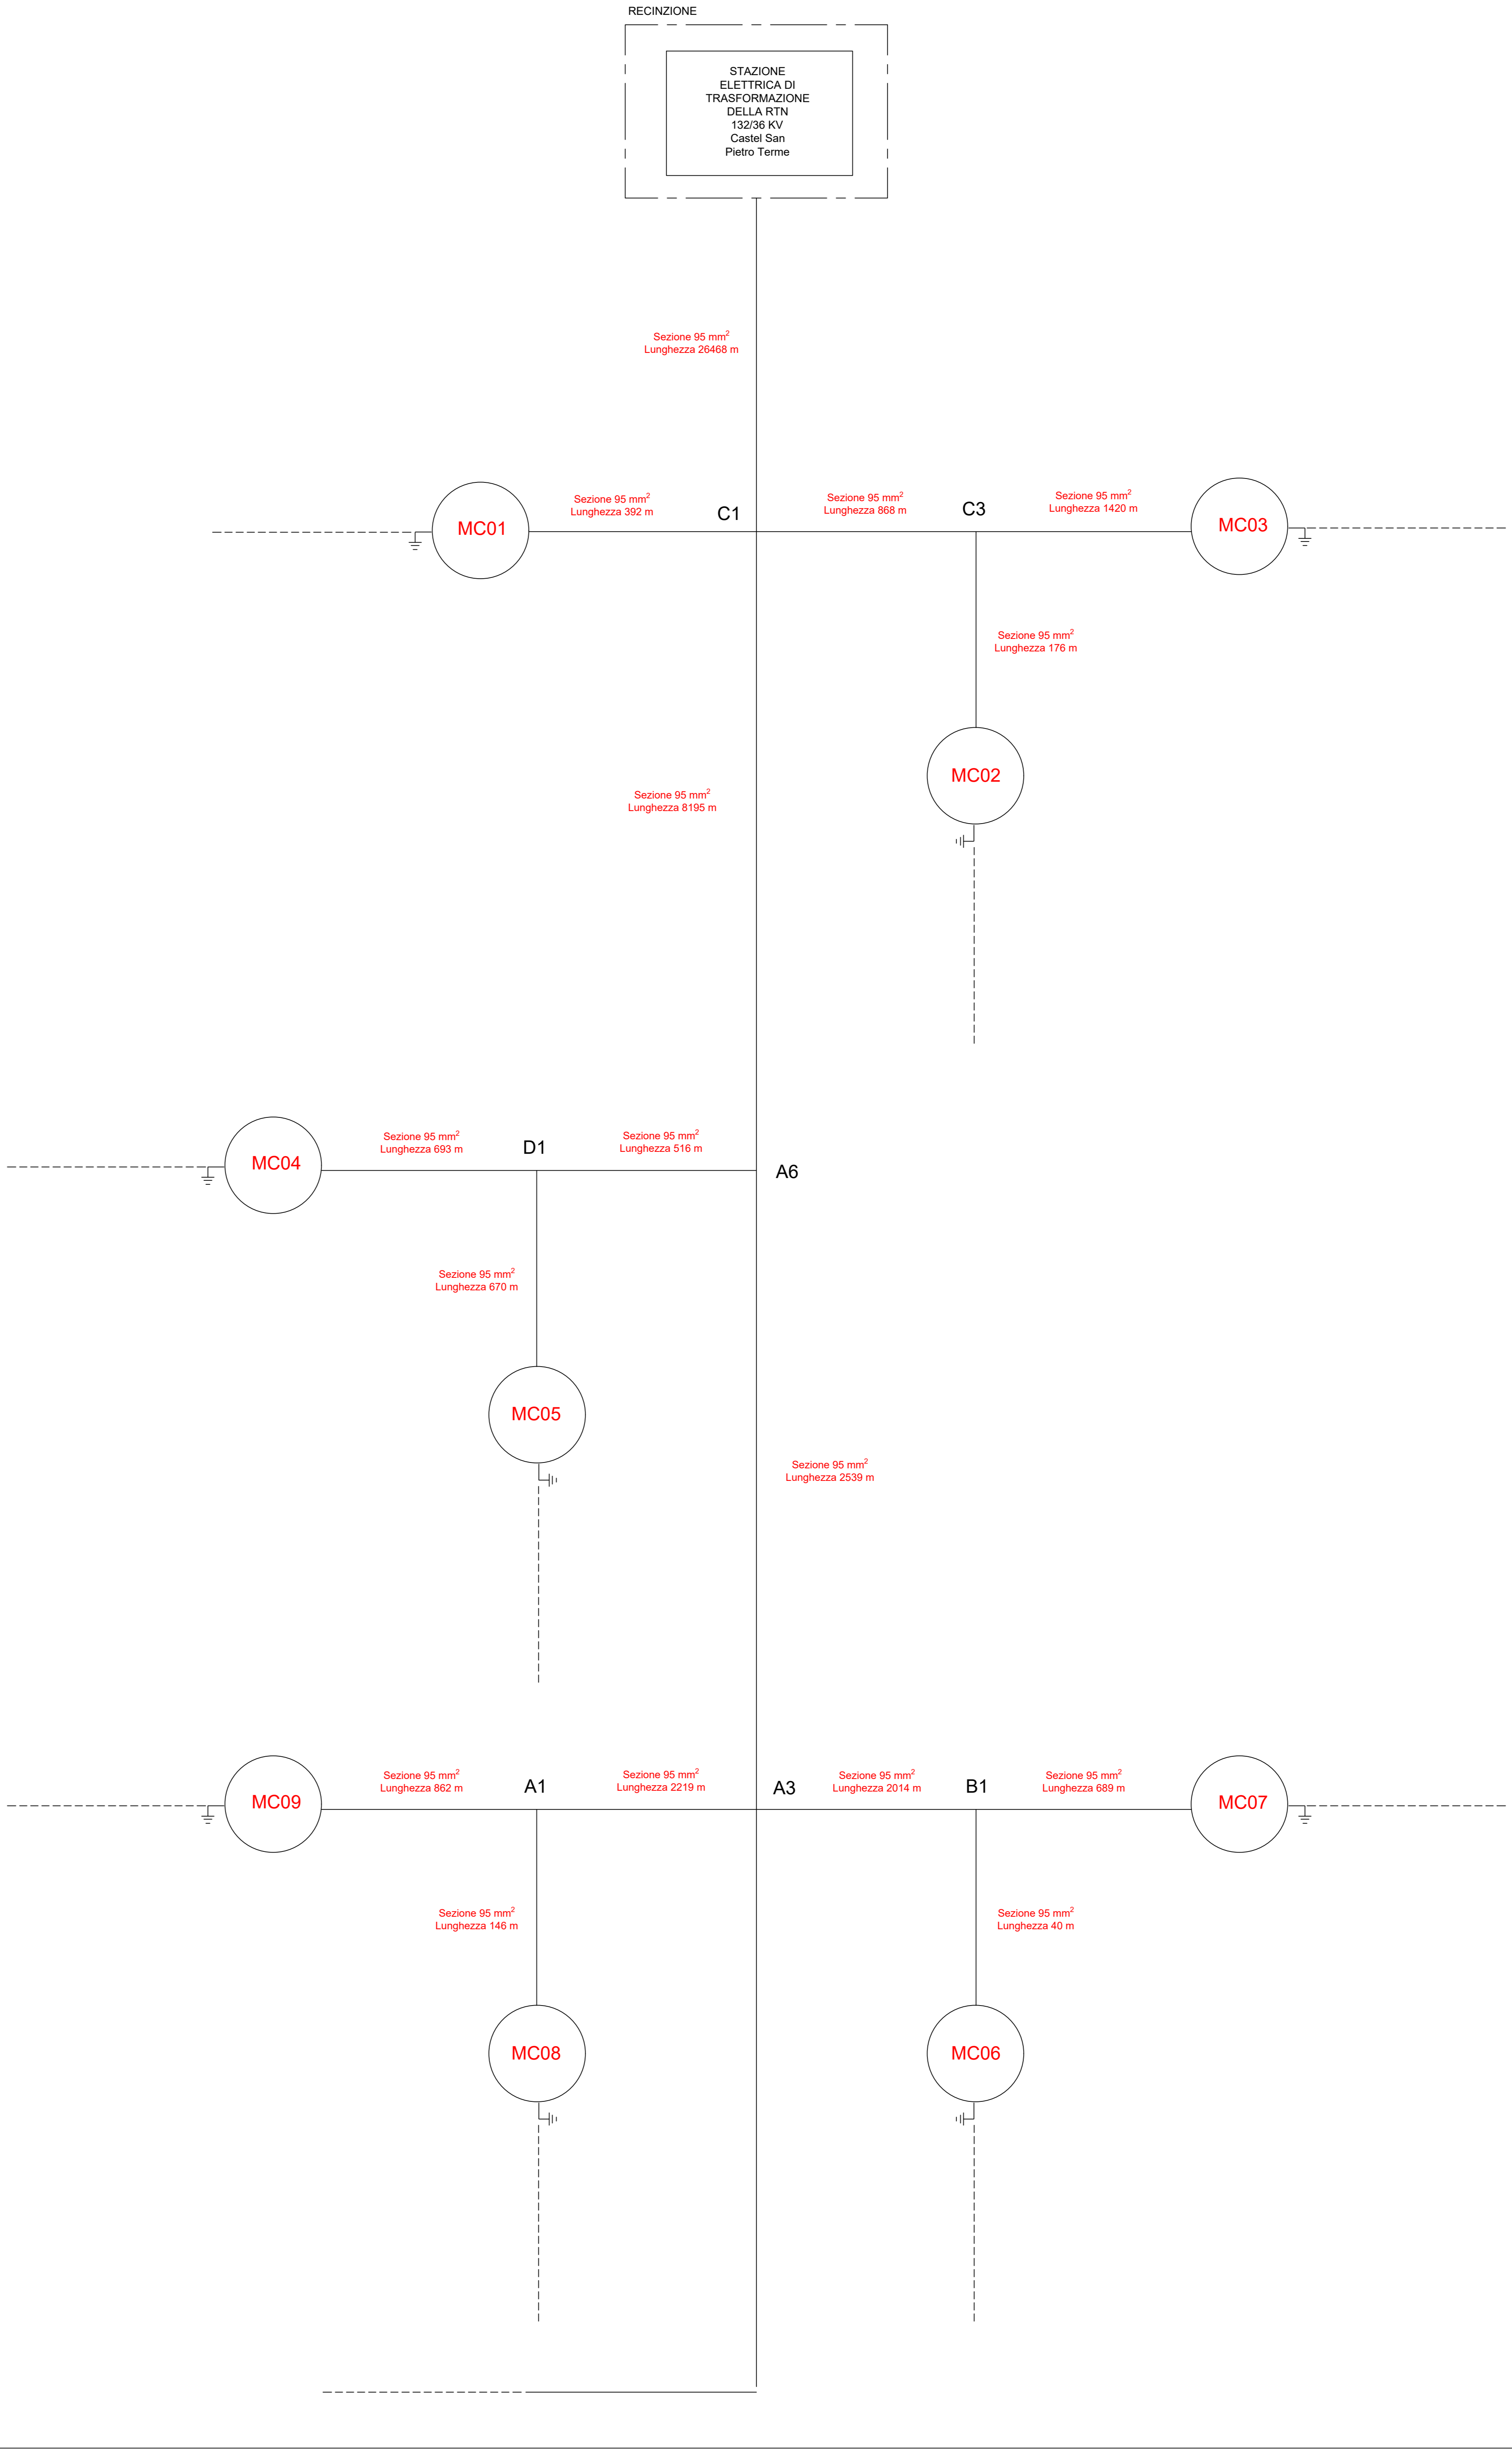 RECINZIONE
STAZIONE
ELETTRICA DI
TRASFORMAZIONE
DELLA RTN
132/36 KV
Castel San
Pietro Terme
Sezione 95 mm²
Lunghezza 26468 m
MC01
Sezione 95 mm²
Lunghezza 392 m
C1
Sezione 95 mm²
Lunghezza 868 m
C3
Sezione 95 mm²
Lunghezza 1420 m
MC03
Sezione 95 mm²
Lunghezza 176 m
MC02
Sezione 95 mm²
Lunghezza 8195 m
MC04
Sezione 95 mm²
Lunghezza 693 m
D1
Sezione 95 mm²
Lunghezza 516 m
A6
Sezione 95 mm²
Lunghezza 670 m
MC05
Sezione 95 mm²
Lunghezza 2539 m
MC09
Sezione 95 mm²
Lunghezza 862 m
A1
Sezione 95 mm²
Lunghezza 2219 m
A3
Sezione 95 mm²
Lunghezza 2014 m
B1
Sezione 95 mm²
Lunghezza 689 m
MC07
Sezione 95 mm²
Lunghezza 146 m
Sezione 95 mm²
Lunghezza 40 m
MC08
MC06